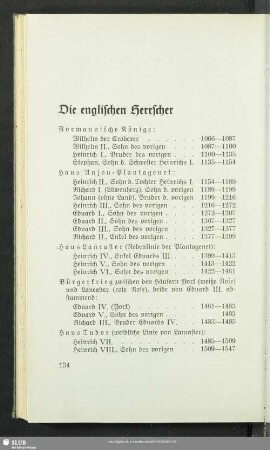 Die englischen Herrscher
Normannische Könige:
Wilhelm der Eroberer . . . . . . 1066—1087
Wilhelm II., Sohn des vorigen . . . . 1087—1100
Heinrich I., Bruder des vorigen . . . . 1100—1135
Stephan, Sohn d. Schwester Heinrichs I. 1135—1154
Haus Anjou-Plantagenet:
Heinrich II., Sohn d. Tochter Heinrichs I. 1154—1189
Richard I. (Löwenherz), Sohn d. vorigen 1189—1199
Johann (ohne Land), Bruder d. vorigen 1199—1216
Heinrich III., Sohn des vorigen . . . 1216—1272
Eduard I., Sohn des vorigen . . . . 1272—1307
Eduard II., Sohn des vorigen . . . . 1307—1327
Eduard III., Sohn des vorigen . . . . 1327—1377
Richard II., Enkel des vorigen . . . . 1377—1399
Haus Lancaster (Nebenlinie der Plantagenet):
Heinrich IV., Enkel Eduards III. . . . 1399—1413
Heinrich V., Sohn des vorigen . . . . 1413—1422
Heinrich VI., Sohn des vorigen . . . 1422—1461
Bürgerkrieg zwischen den Häusern York (weiße Rose)
und Lancaster (rote Rose), beide von Eduard III. ab-
stammend:
Eduard IV. (York) . . . . . . . 1461—1483
Eduard V., Sohn des vorigen . . . . 1483
Richard III., Bruder Eduards IV. . . . 1483—1485
Haus Tudor (weibliche Linie von Lancaster):
Heinrich VII. . . . . . . . . 1485—1509
Heinrich VIII., Sohn des vorigen . . . 1509—1547
134
SLUB